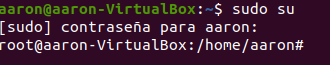 aaron@aaron-VirtualBox:~$ sudo su
[sudo] contraseña para aaron:
root@aaron-VirtualBox:/home/aaron#